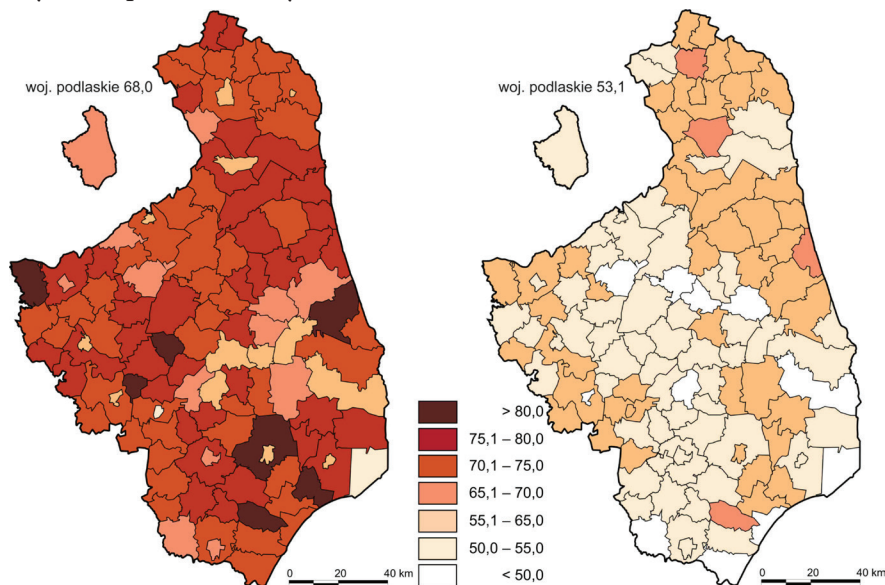 woj. podlaskie 68,0
woj. podlaskie 53,1
> 80,0
75,1 – 80,0
70,1 – 75,0
65,1 – 70,0
55,1 – 65,0
50,0 – 55,0
< 50,0
0 20 40 km
0 20 40 km